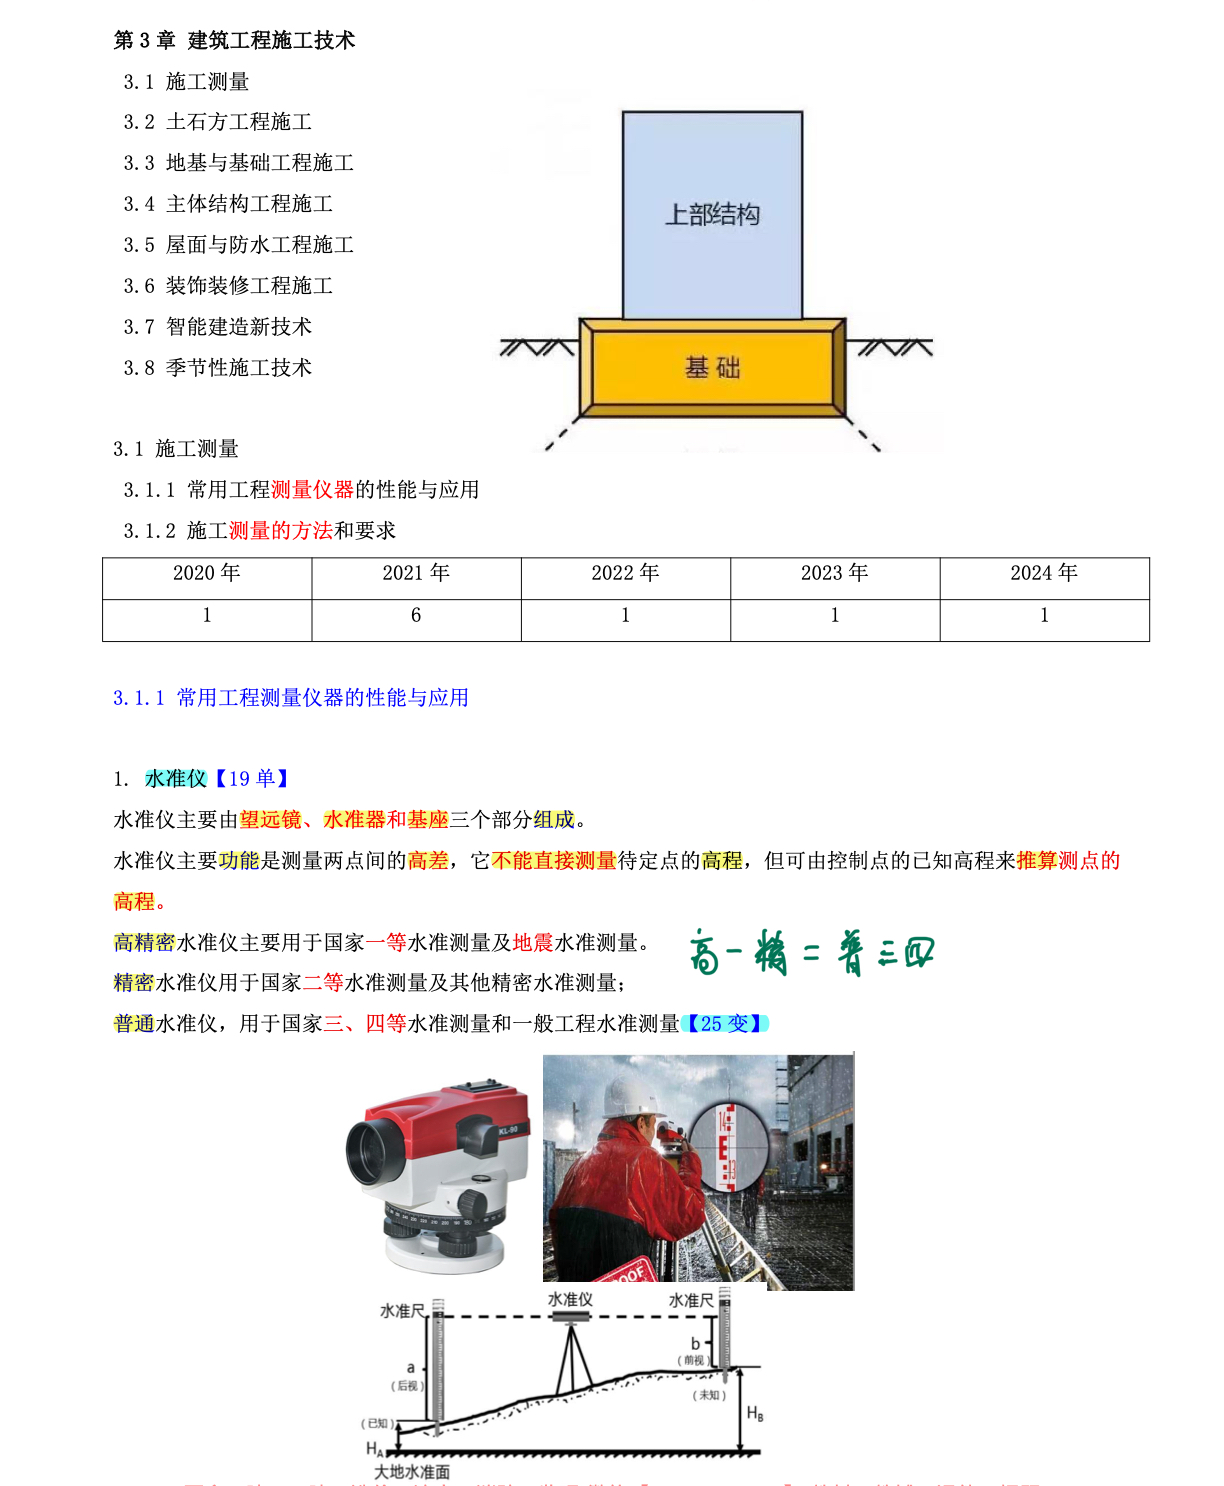 第 3 章 建筑工程施工技术
3.1 施工测量
3.2 土石方工程施工
3.3 地基与基础工程施工
3.4 主体结构工程施工
3.5 屋面与防水工程施工
3.6 装饰装修工程施工
3.7 智能建造新技术
3.8 季节性施工技术
上部结构
基础
3.1 施工测量
3.1.1 常用工程测量仪器的性能与应用
3.1.2 施工测量的方法和要求
2020 年 2021 年 2022 年 2023 年 2024 年
1 6 1 1 1
3.1.1 常用工程测量仪器的性能与应用
1. 水准仪【19 单】
水准仪主要由望远镜、水准器和基座三个部分组成。
水准仪主要功能是测量两点间的高差，它不能直接测量待定点的高程，但可由控制点的已知高程来推算测点的
高程。
高精密水准仪主要用于国家一等水准测量及地震水准测量。
高一精二普三四
精密水准仪用于国家二等水准测量及其他精密水准测量；
普通水准仪，用于国家三、四等水准测量和一般工程水准测量【25 变】
KL-90
14
E
13
OOF
水准尺 水准仪 水准尺
a
（后视）
b
（前视）
（已知）
（未知）
HA
HB
大地水准面